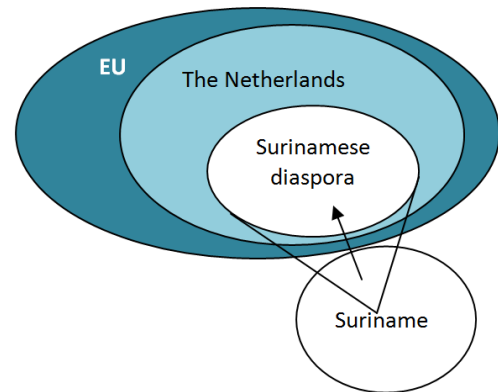 EU
The Netherlands
Surinamese
diaspora
Suriname